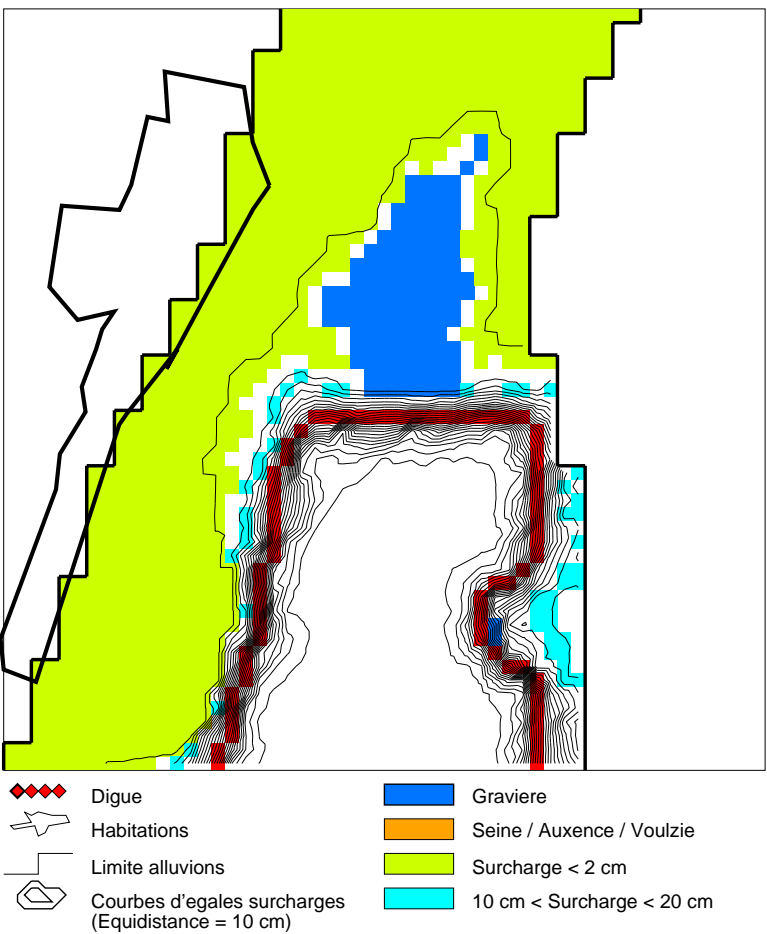 Digue
Graviere
Habitations
Seine / Auxence / Voulzie
Limite alluvions
Surcharge < 2 cm
Courbes d'egales surcharges
(Equidistance = 10 cm)
10 cm < Surcharge < 20 cm